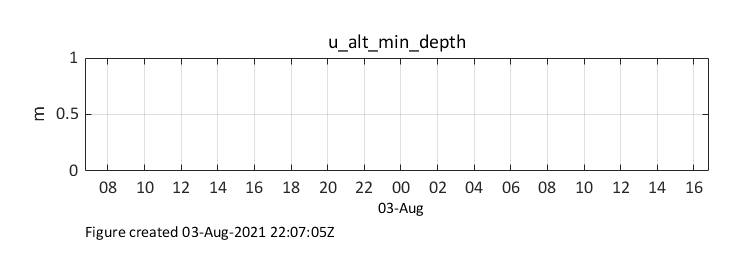 u_alt_min_depth
1
0.5
0
m
08 10 12 14 16 18 20 22 00 02 04 06 08 10 12 14 16
03-Aug
Figure created 03-Aug-2021 22:07:05Z